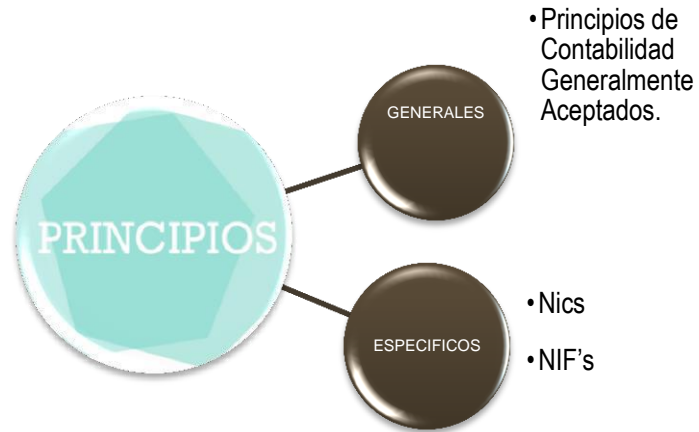 PRINCIPIOS
GENERALES
•Principios de
Contabilidad
Generalmente
Aceptados.
ESPECIFICOS
•Nics
•NIF’s